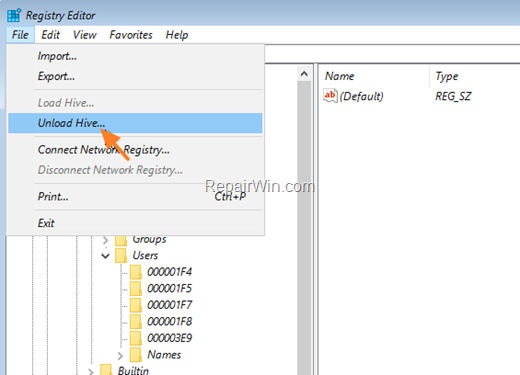 Registry Editor
File Edit View Favorites Help
Import...
Export...
Load Hive...
Unload Hive...
Connect Network Registry...
Disconnect Network Registry...
Print... Ctrl+P
Exit
Name Type
ab (Default) REG_SZ
RepairWin.com
Groups
Users
000001F4
000001F5
000001F7
000001F8
000003E9
Names
Builtin